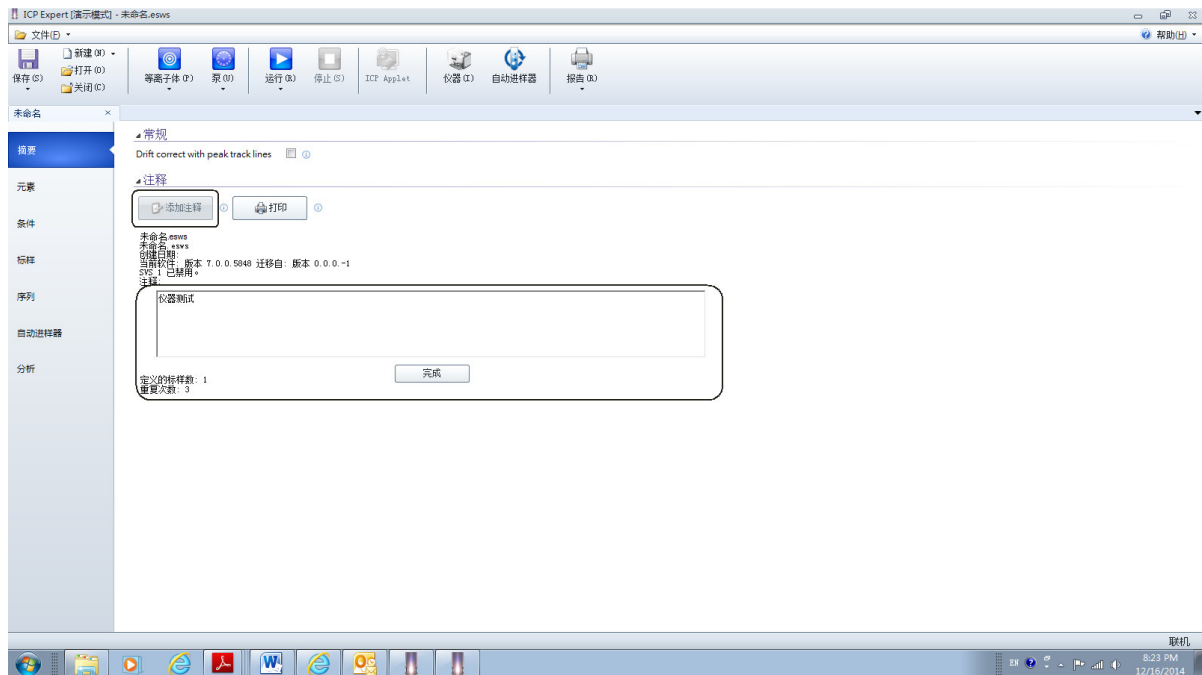 ICP Expert [演示模式] - 未命名.esws
文件(F)
帮助(H)
保存(S)
新建(N)
打开(O)
关闭(C)
等离子体(P)
泵(U)
运行(R)
停止(S)
ICP Applet
仪器(I)
自动进样器
报告(R)
未命名 ×
摘要
元素
条件
标样
序列
自动进样器
分析
常规
Drift correct with peak track lines
注释
添加注释
打印
未命名.esws
未命名.esws
创建日期:
当前软件: 版本 7.0.0.5848 迁移自: 版本 0.0.0.-1
SVS 1 已禁用。
注释:
仪器测试
完成
定义的标样数: 1
重复次数: 3
联机
EN
8:23 PM
12/16/2014